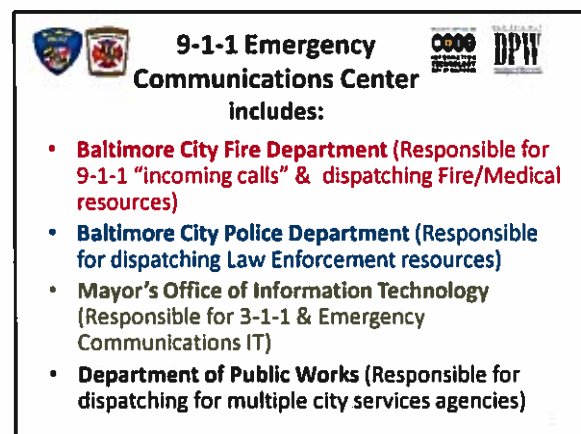 9-1-1 Emergency
Communications Center
includes:
DPW
• Baltimore City Fire Department (Responsible for
9-1-1 "incoming calls" & dispatching Fire/Medical
resources)
• Baltimore City Police Department (Responsible
for dispatching Law Enforcement resources)
• Mayor's Office of Information Technology
(Responsible for 3-1-1 & Emergency
Communications IT)
• Department of Public Works (Responsible for
dispatching for multiple city services agencies)